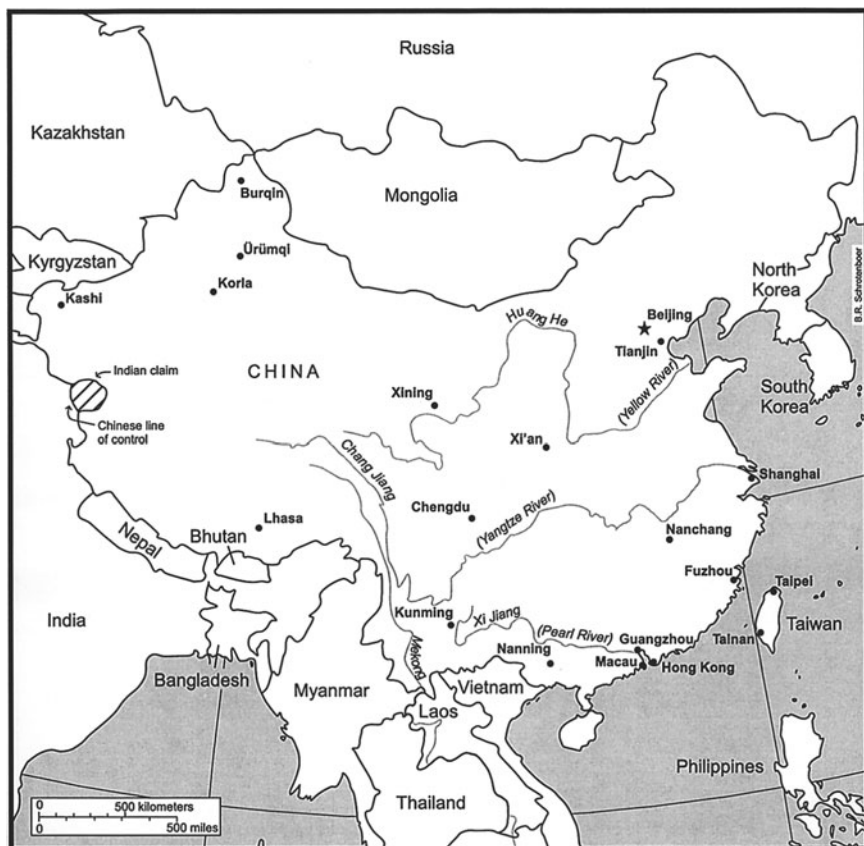 Russia
Kazakhstan
Mongolia
Burqin
Ürümqi
Kyrgyzstan
Korla
Kashi
North
Korea
B.R. Schrotenboer
Huang He
Beijing
Tianjin
Indian claim
CHINA
Xining
South
Korea
(Yellow River)
Chinese line
of control
Xi'an
Chang Jiang
Shanghai
Chengdu
(Yangtze River)
Lhasa
Nanchang
Nepal
Bhutan
Fuzhou
Taipei
India
Kunming
Xi Jiang
(Pearl River)
Guangzhou
Tainan
Taiwan
Mekong
Nanning
Macau
Hong Kong
Bangladesh
Myanmar
Vietnam
Laos
Philippines
0 500 kilometers
0 500 miles
Thailand